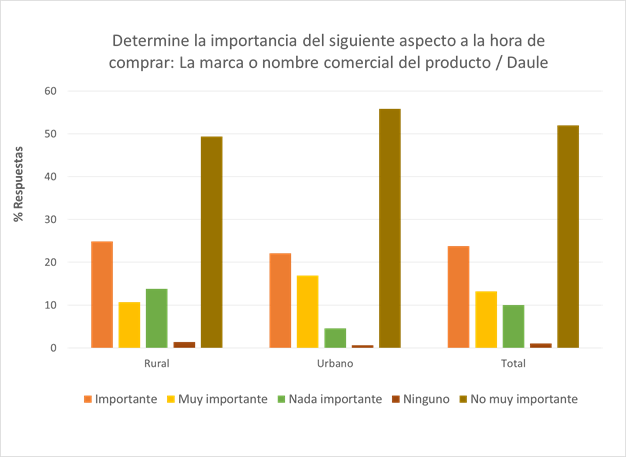 Determine la importancia del siguiente aspecto a la hora de
comprar: La marca o nombre comercial del producto / Daule
% Respuestas
60
50
40
30
20
10
0
Rural Urbano Total
Importante Muy importante Nada importante Ninguno No muy importante